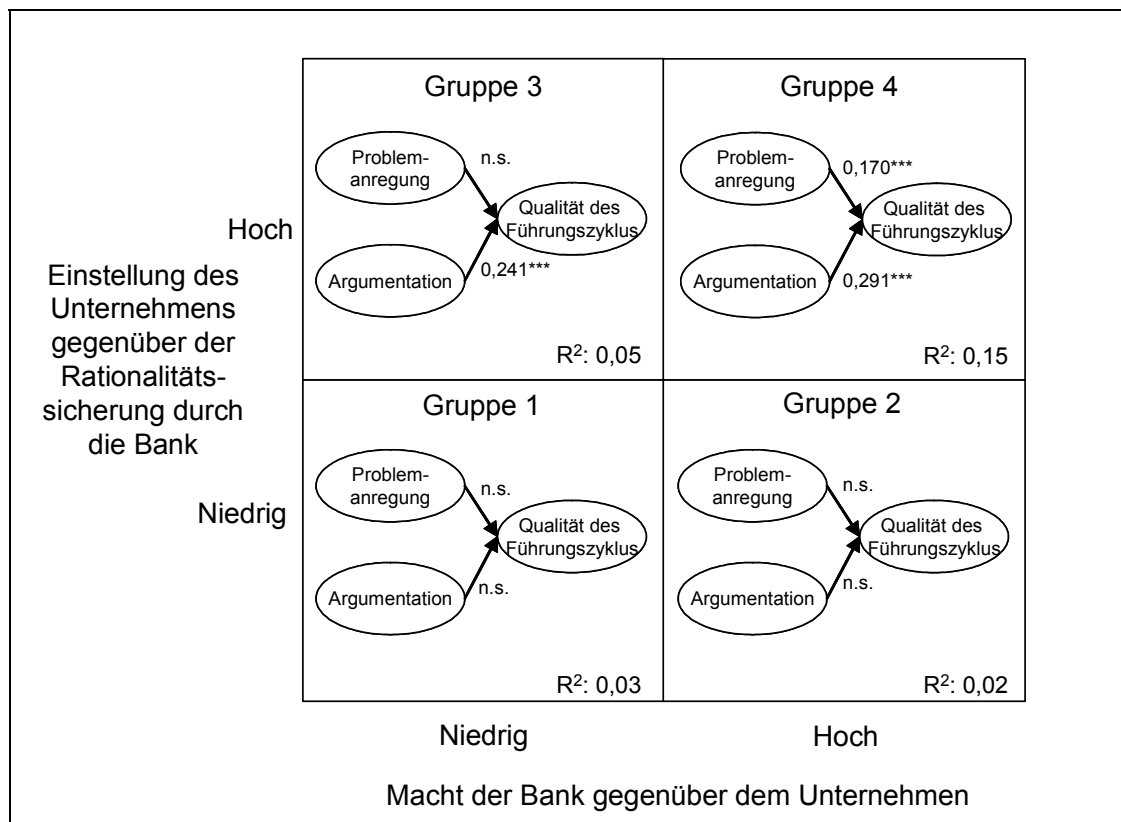 Gruppe 3
Problem-
anregung
n.s.
Qualität des
Führungszyklus
Argumentation
0,241***
R²: 0,05
Gruppe 4
Problem-
anregung
0,170***
Qualität des
Führungszyklus
Argumentation
0,291***
R²: 0,15
Hoch
Einstellung des
Unternehmens
gegenüber der
Rationalitäts-
sicherung durch
die Bank
Niedrig
Gruppe 1
Problem-
anregung
n.s.
Qualität des
Führungszyklus
Argumentation
n.s.
R²: 0,03
Gruppe 2
Problem-
anregung
n.s.
Qualität des
Führungszyklus
Argumentation
n.s.
R²: 0,02
Niedrig
Hoch
Macht der Bank gegenüber dem Unternehmen